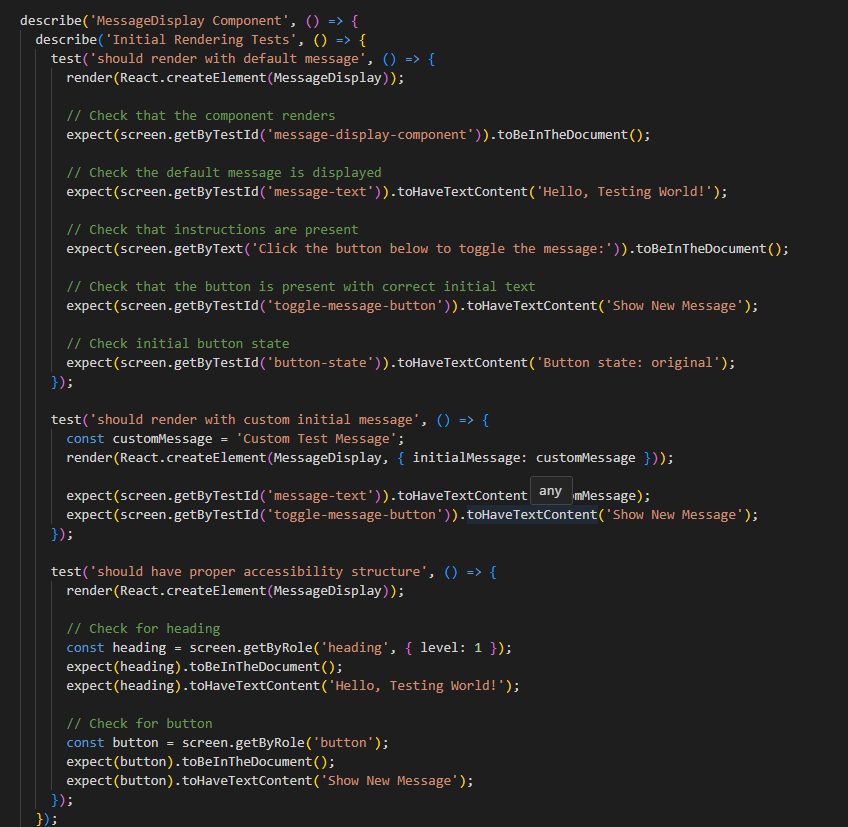 describe('MessageDisplay Component', () => {
describe('Initial Rendering Tests', () => {
test('should render with default message', () => {
render(React.createElement(MessageDisplay));
// Check that the component renders
expect(screen.getByTestId('message-display-component')).toBeInTheDocument();
// Check the default message is displayed
expect(screen.getByTestId('message-text')).toHaveTextContent('Hello, Testing World!');
// Check that instructions are present
expect(screen.getByText('Click the button below to toggle the message:')).toBeInTheDocument();
// Check that the button is present with correct initial text
expect(screen.getByTestId('toggle-message-button')).toHaveTextContent('Show New Message');
// Check initial button state
expect(screen.getByTestId('button-state')).toHaveTextContent('Button state: original');
});
test('should render with custom initial message', () => {
const customMessage = 'Custom Test Message';
render(React.createElement(MessageDisplay, { initialMessage: customMessage }));
expect(screen.getByTestId('message-text')).toHaveTextContent any mMessage);
expect(screen.getByTestId('toggle-message-button')).toHaveTextContent('Show New Message');
});
test('should have proper accessibility structure', () => {
render(React.createElement(MessageDisplay));
// Check for heading
const heading = screen.getByRole('heading', { level: 1 });
expect(heading).toBeInTheDocument();
expect(heading).toHaveTextContent('Hello, Testing World!');
// Check for button
const button = screen.getByRole('button');
expect(button).toBeInTheDocument();
expect(button).toHaveTextContent('Show New Message');
});
});